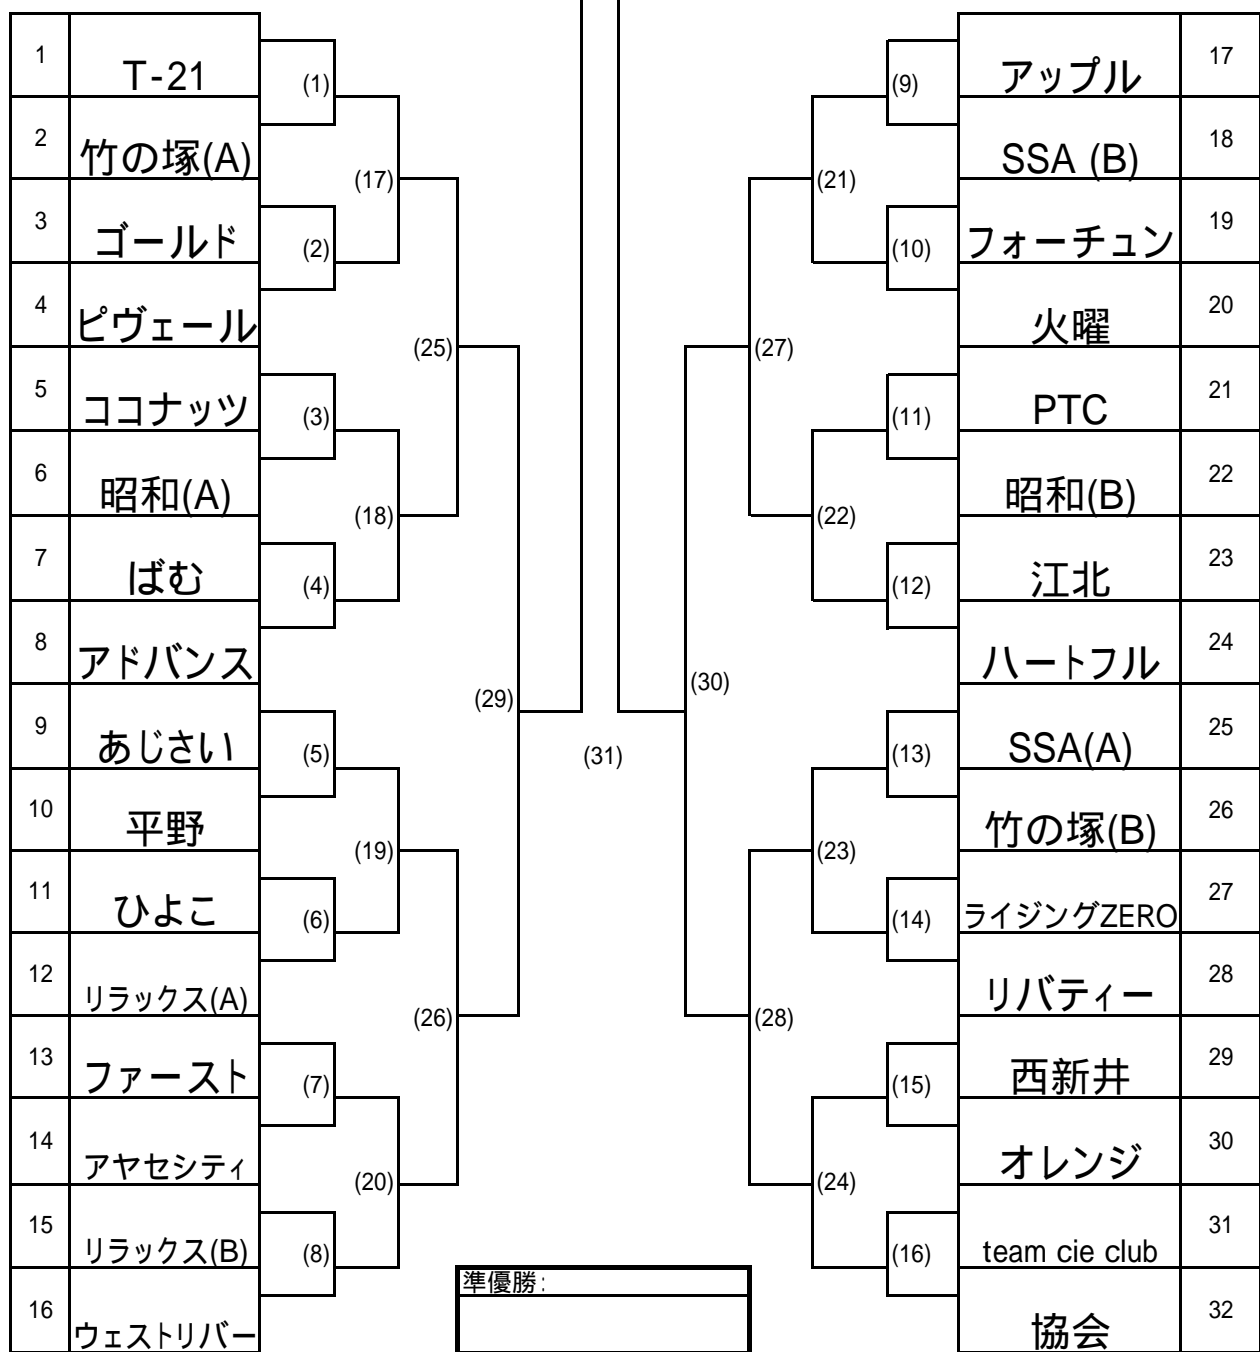 1 T-21
(1)
2 竹の塚(A)
(17)
3 ゴールド
(2)
4 ピヴェール
(25)
5 ココナッツ
(3)
6 昭和(A)
(18)
7 ばむ
(4)
8 アドバンス
(29)
9 あじさい
(5)
10 平野
(19)
11 ひよこ
(6)
12 リラックス(A)
(26)
13 ファースト
(7)
14 アヤセシティ
(20)
15 リラックス(B)
(8)
16 ウェストリバー
(31)
準優勝:
アップル 17
(9)
SSA (B) 18
(21)
フォーチュン 19
(10)
火曜 20
(27)
PTC 21
(11)
昭和(B) 22
(22)
江北 23
(12)
ハートフル 24
(30)
SSA(A) 25
(13)
竹の塚(B) 26
(23)
ライジングZERO 27
(14)
リバティー 28
(28)
西新井 29
(15)
オレンジ 30
(24)
team cie club 31
(16)
協会 32